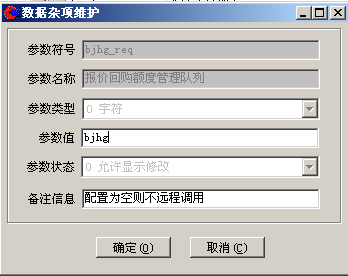 数据杂项维护
参数符号 bjhg_req
参数名称 报价回购额度管理队列
参数类型 0 字符
参数值 bjhg
参数状态 0 允许显示修改
备注信息 配置为空则不远程调用
确定(O) 取消(C)